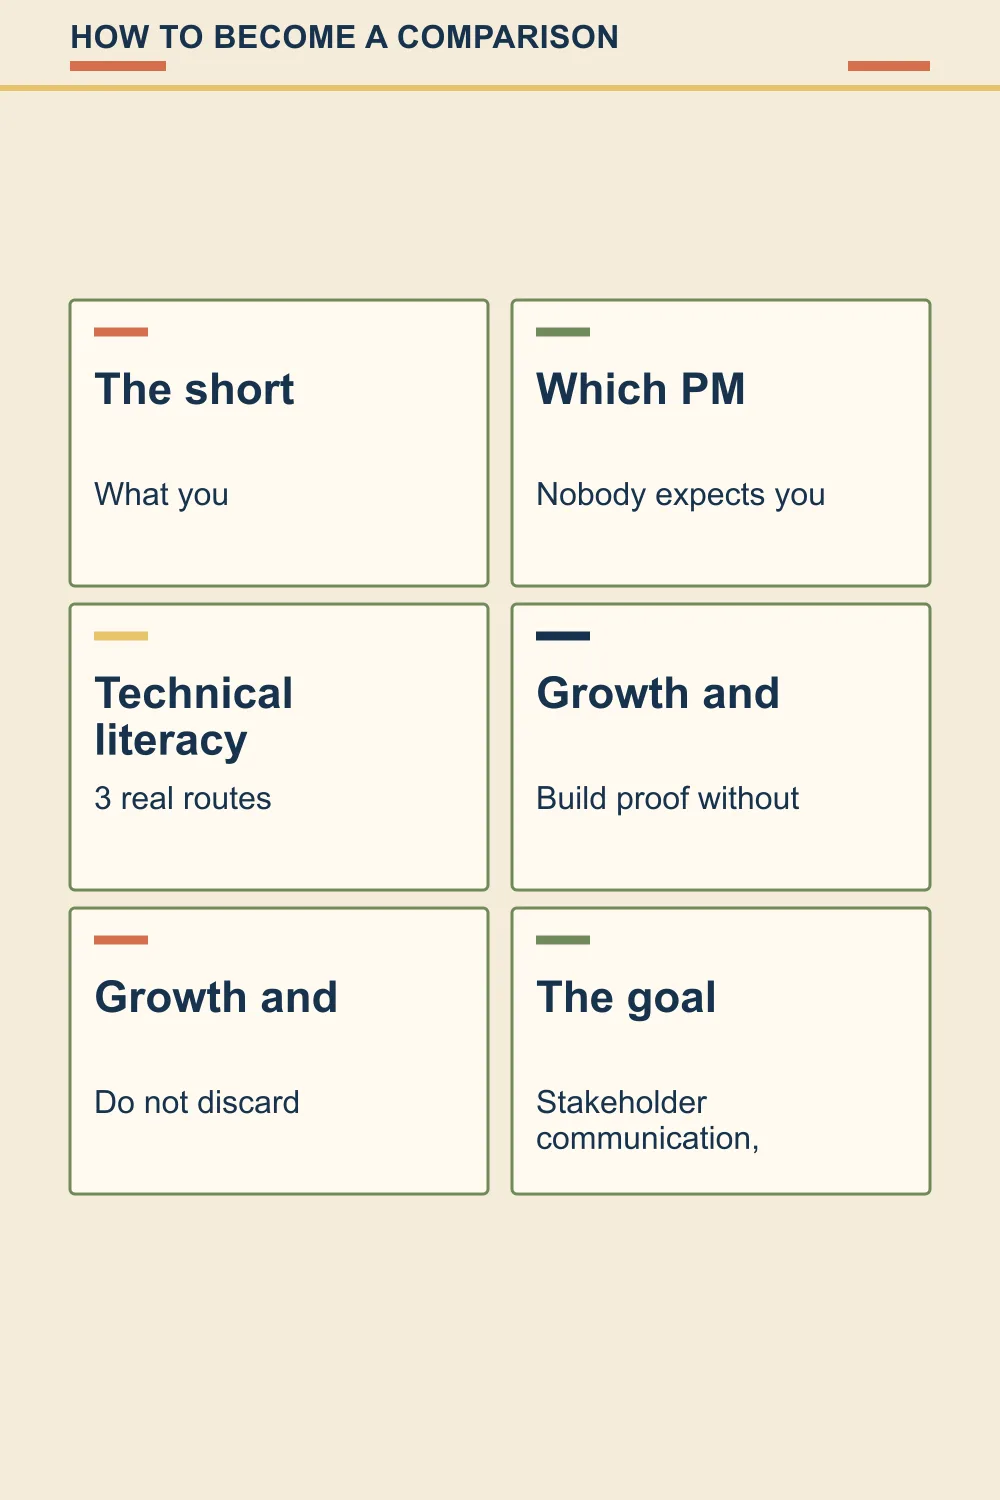 HOW TO BECOME A COMPARISON
The short
What you
Which PM
Nobody expects you
Technical
literacy
3 real routes
Growth and
Build proof without
Growth and
Do not discard
The goal
Stakeholder
communication,